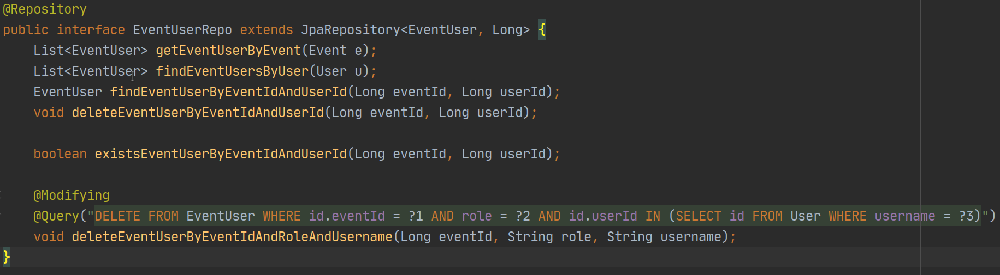 @Repository
public interface EventUserRepo extends JpaRepository<EventUser, Long> {
    List<EventUser> getEventUserByEvent(Event e);
    List<EventUser> findEventUsersByUser(User u);
    EventUser findEventUserByEventIdAndUserId(Long eventId, Long userId);
    void deleteEventUserByEventIdAndUserId(Long eventId, Long userId);
    boolean existsEventUserByEventIdAndUserId(Long eventId, Long userId);
    @Modifying
    @Query("DELETE FROM EventUser WHERE id.eventId = ?1 AND role = ?2 AND id.userId IN (SELECT id FROM User WHERE username = ?3)")
    void deleteEventUserByEventIdAndRoleAndUsername(Long eventId, String role, String username);
}